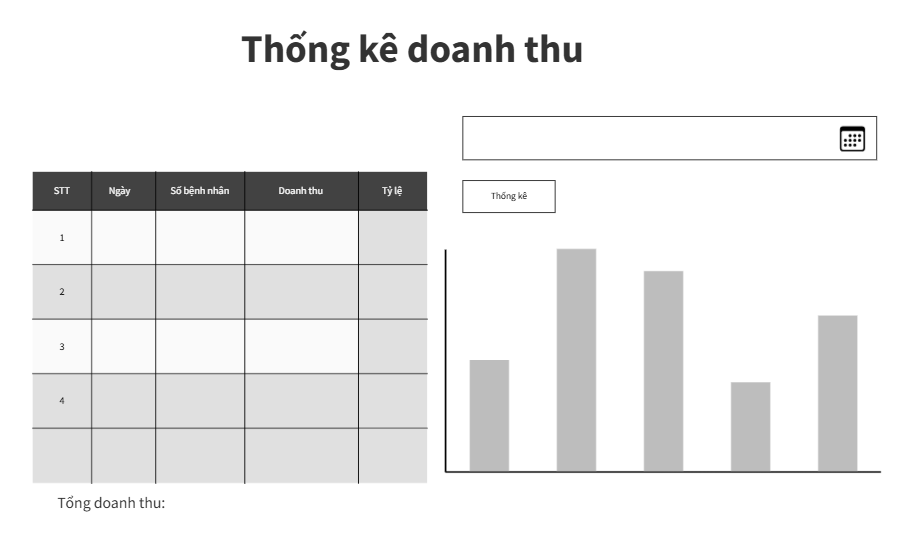 Thống kê doanh thu
STT Ngày Số bệnh nhân Doanh thu Tỷ lệ
1
2
3
4
Tổng doanh thu:
Thống kê